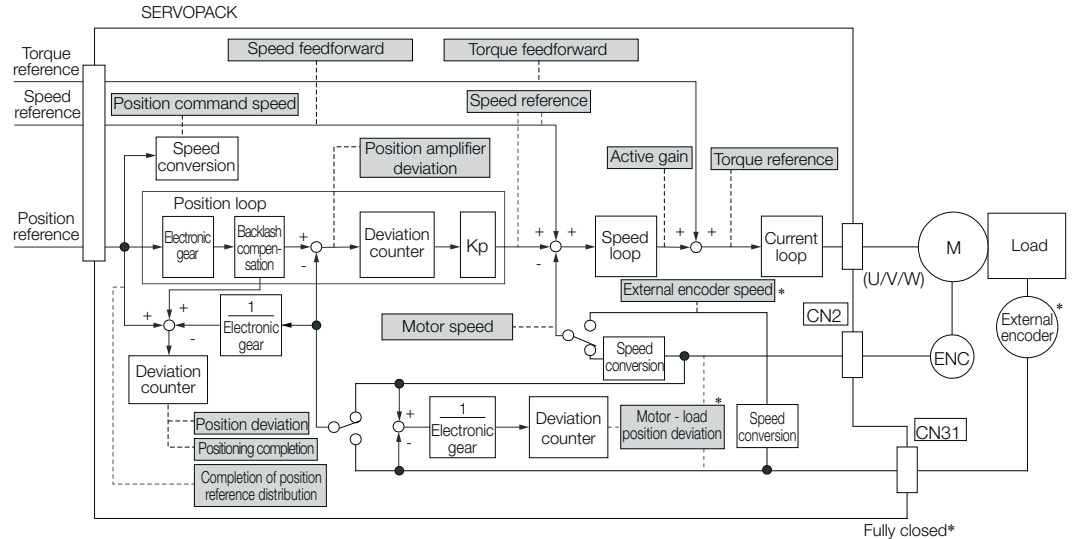 SERVOPACK
Torque
reference
Speed
reference
Position
reference
Speed feedforward
Torque feedforward
Position command speed
Speed reference
Speed
conversion
Position amplifier
deviation
Active gain
Torque reference
Position loop
Electronic
gear
Backlash
compen-
sation
+
-
Deviation
counter
Kp
+
+
-
Speed
loop
+
+
Current
loop
(U/V/W)
M
Load
External encoder speed *
CN2
External
encoder
*
ENC
+
+
-
1
Electronic
gear
Motor speed
Speed
conversion
Deviation
counter
Position deviation
Positioning completion
Completion of position
reference distribution
+
-
1
Electronic
gear
Deviation
counter
Motor - load
position deviation
*
Speed
conversion
CN31
Fully closed*